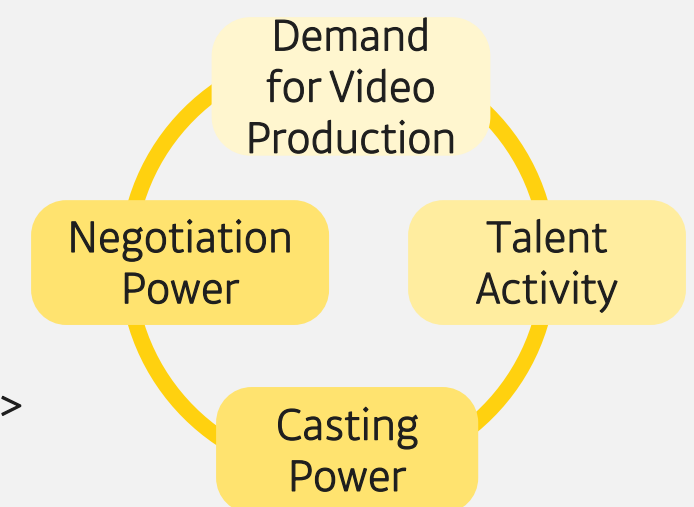 Demand
for Video
Production
Negotiation
Power
Talent
Activity
>
Casting
Power